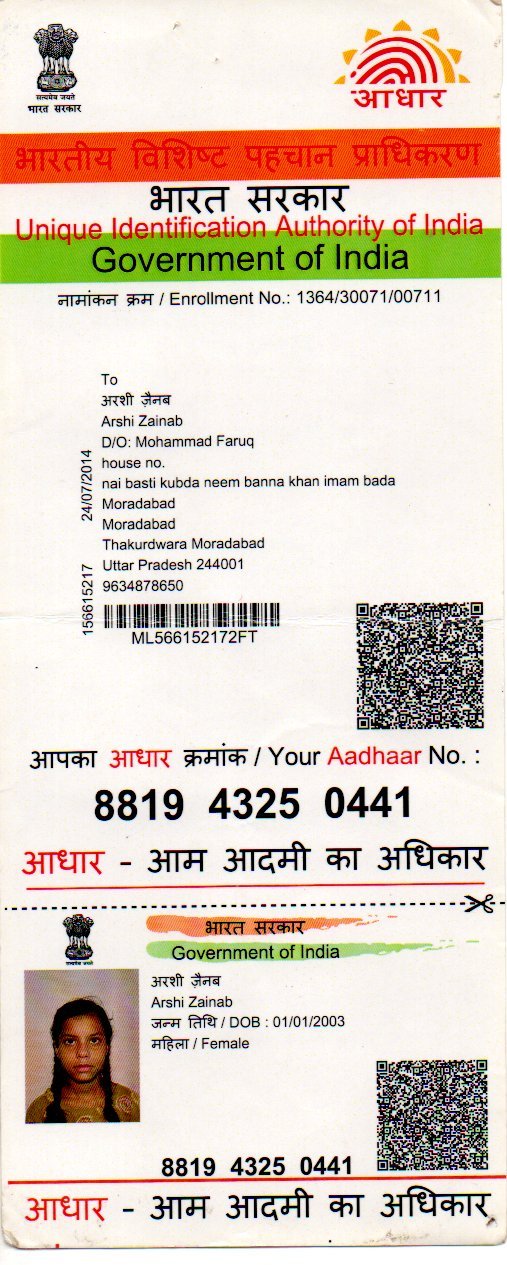 सत्यमेव जयते
भारत सरकार
आधार
भारतीय विशिष्ट पहचान प्राधिकरण
भारत सरकार
Unique Identification Authority of India
Government of India
नामांकन क्रम / Enrollment No.: 1364/30071/00711
To
अरशी ज़ैनब
Arshi Zainab
D/O: Mohammad Faruq
house no.
nai basti kubda neem banna khan imam bada
Moradabad
Moradabad
Thakurdwara Moradabad
Uttar Pradesh 244001
9634878650
24/07/2014
156615217
ML566152172FT
आपका आधार क्रमांक / Your Aadhaar No. :
8819 4325 0441
आधार - आम आदमी का अधिकार
सत्यमेव जयते
भारत सरकार
Government of India
अरशी ज़ैनब
Arshi Zainab
जन्म तिथि / DOB : 01/01/2003
महिला / Female
8819 4325 0441
आधार - आम आदमी का अधिकार